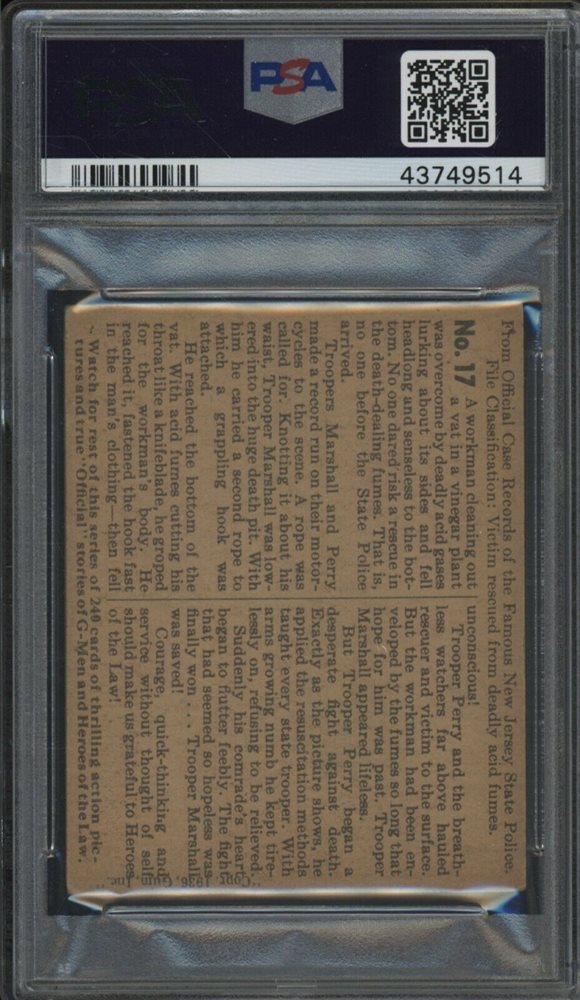 PSA
43749514
From Official Case Records of the Famous New Jersey State Police.
File Classification: Victim rescued from deadly acid fumes.
No. 17 A workman cleaning out
a vat in a vinegar plant
was overcome by deadly acid gases
lurking about its sides and fell
headlong and senseless to the bot-
tom. No one dared risk a rescue in
the death-dealing fumes. That is,
no one before the State Police
arrived.
Troopers Marshall and Perry
made a record run on their motor-
cycles to the scene. A rope was
called for. Knotting it about his
waist, Trooper Marshall was low-
ered into the huge death pit. With
him he carried a second rope to
which a grappling hook was
attached.
He reached the bottom of the
vat. With acid fumes cutting his
throat like a knifeblade, he groped
for the workman's body. He
reached it, fastened the hook fast
in the man's clothing—then fell
unconscious!
Trooper Perry and the breath-
less watchers far above hauled
rescuer and victim to the surface.
But the workman had been en-
veloped by the fumes so long that
hope for him was past. Trooper
Marshall appeared lifeless.
But Trooper Perry began a
desperate fight against death.
Exactly as the picture shows, he
applied the resuscitation methods
taught every state trooper. With
arms growing numb he kept tire-
lessly on, refusing to be relieved.
Suddenly his comrade's heart
began to flutter feebly. The fight
that had seemed so hopeless was
finally won . . . Trooper Marshall
was saved!
Courage, quick-thinking and
service without thought of self
should make us grateful to Heroes
of the Law!
~ Watch for rest of this series of 240 cards of thrilling action pic-
tures and true "Official" stories of G-Men and Heroes of the Law.
Gum, Inc.